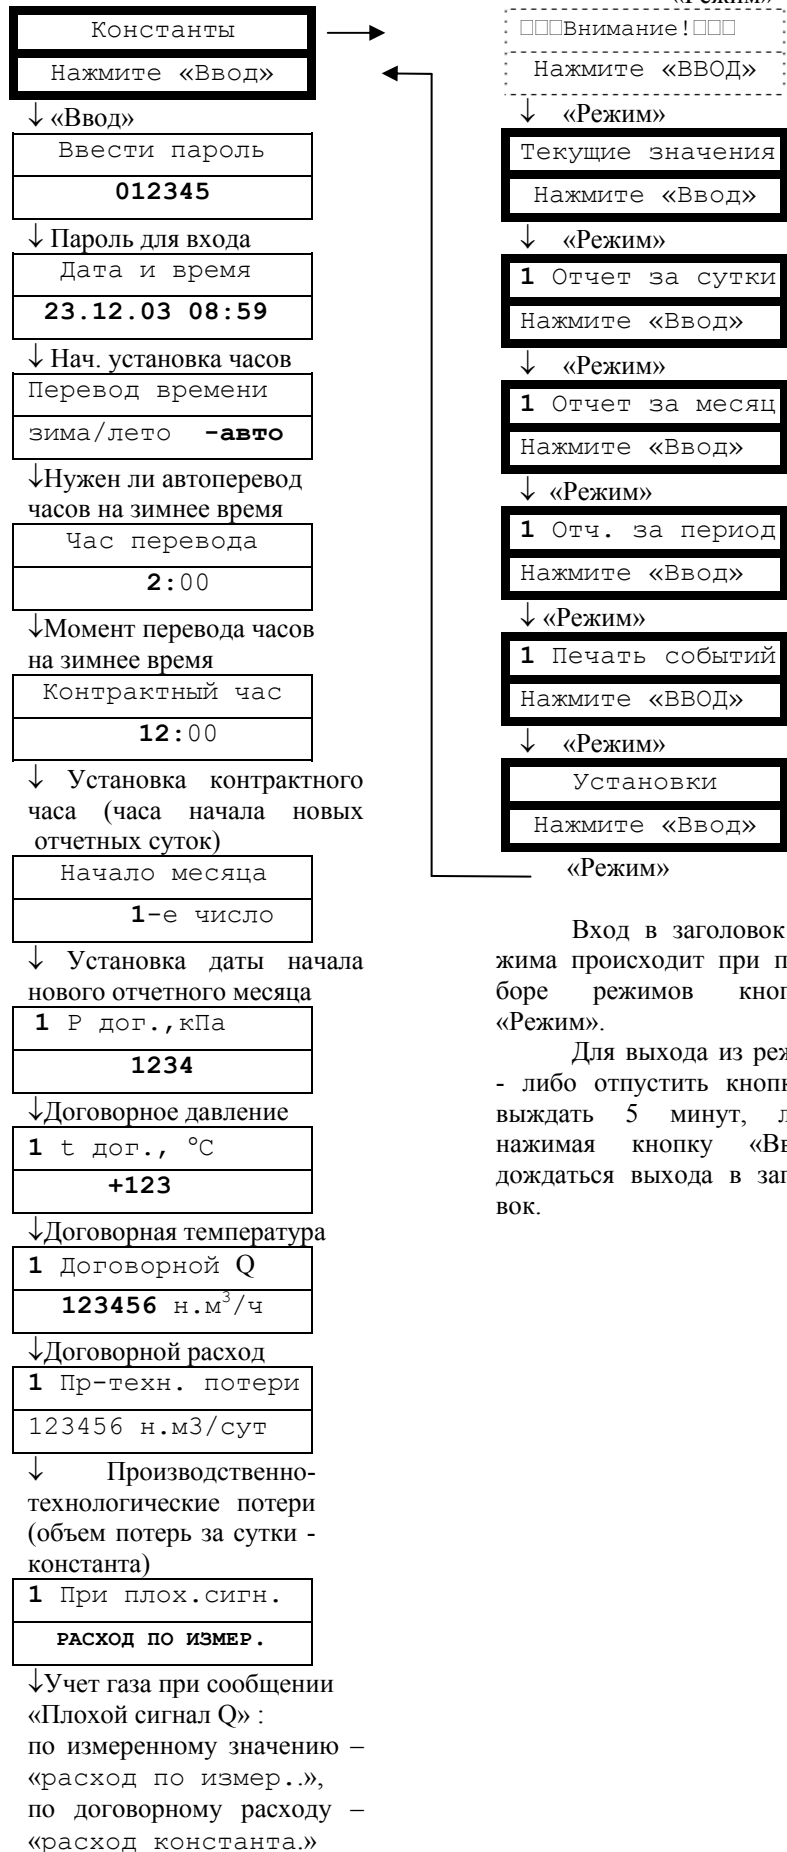 Константы
Нажмите «Ввод»
↓ «Ввод»
Ввести пароль
012345
↓ Пароль для входа
Дата и время
23.12.03 08:59
↓ Нач. установка часов
Перевод времени
зима/лето -авто
↓Нужен ли автоперевод
часов на зимнее время
Час перевода
2:00
↓Момент перевода часов
на зимнее время
Контрактный час
12:00
↓ Установка контрактного
часа (часа начала новых
отчетных суток)
Начало месяца
1-е число
↓ Установка даты начала
нового отчетного месяца
1 Р дог.,кПа
1234
↓Договорное давление
1 t дог., °С
+123
↓Договорная температура
1 Договорной Q
123456 н.м³/ч
↓Договорной расход
1 Пр-техн. потери
123456 н.м3/сут
↓ Производственно-
технологические потери
(объем потерь за сутки -
константа)
1 При плох.сигн.
РАСХОД ПО ИЗМЕР.
↓Учет газа при сообщении
«Плохой сигнал Q» :
по измеренному значению –
«расход по измер..»,
по договорному расходу –
«расход константа.»
«Режим»
□□□Внимание!□□□
Нажмите «ВВОД»
↓ «Режим»
Текущие значения
Нажмите «Ввод»
↓ «Режим»
1 Отчет за сутки
Нажмите «Ввод»
↓ «Режим»
1 Отчет за месяц
Нажмите «Ввод»
↓ «Режим»
1 Отч. за период
Нажмите «Ввод»
↓ «Режим»
1 Печать событий
Нажмите «ВВОД»
↓ «Режим»
Установки
Нажмите «Ввод»
«Режим»
Вход в заголовок
жима происходит при п
боре режимов кног
«Режим».
Для выхода из реж
- либо отпустить кнопк
выждать 5 минут, л
нажимая кнопку «Вв
дождаться выхода в заг
вок.